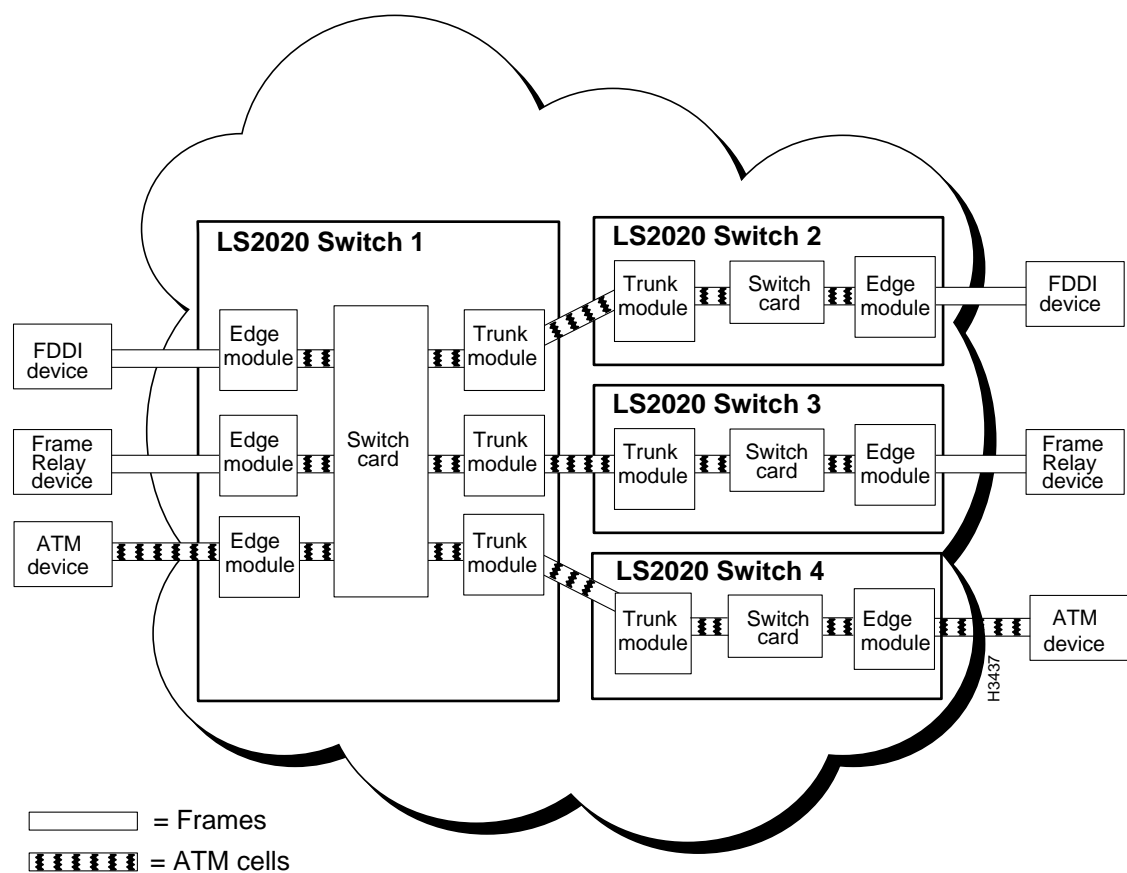 LS2020 Switch 1
LS2020 Switch 2
Trunk
module
Switch
card
Edge
module
FDDI
device
FDDI
device
Edge
module
Trunk
module
LS2020 Switch 3
Frame
Relay
device
Edge
module
Switch
card
Trunk
module
Trunk
module
Switch
card
Edge
module
Frame
Relay
device
ATM
device
Edge
module
Trunk
module
LS2020 Switch 4
Trunk
module
Switch
card
Edge
module
ATM
device
H3437
= Frames
= ATM cells